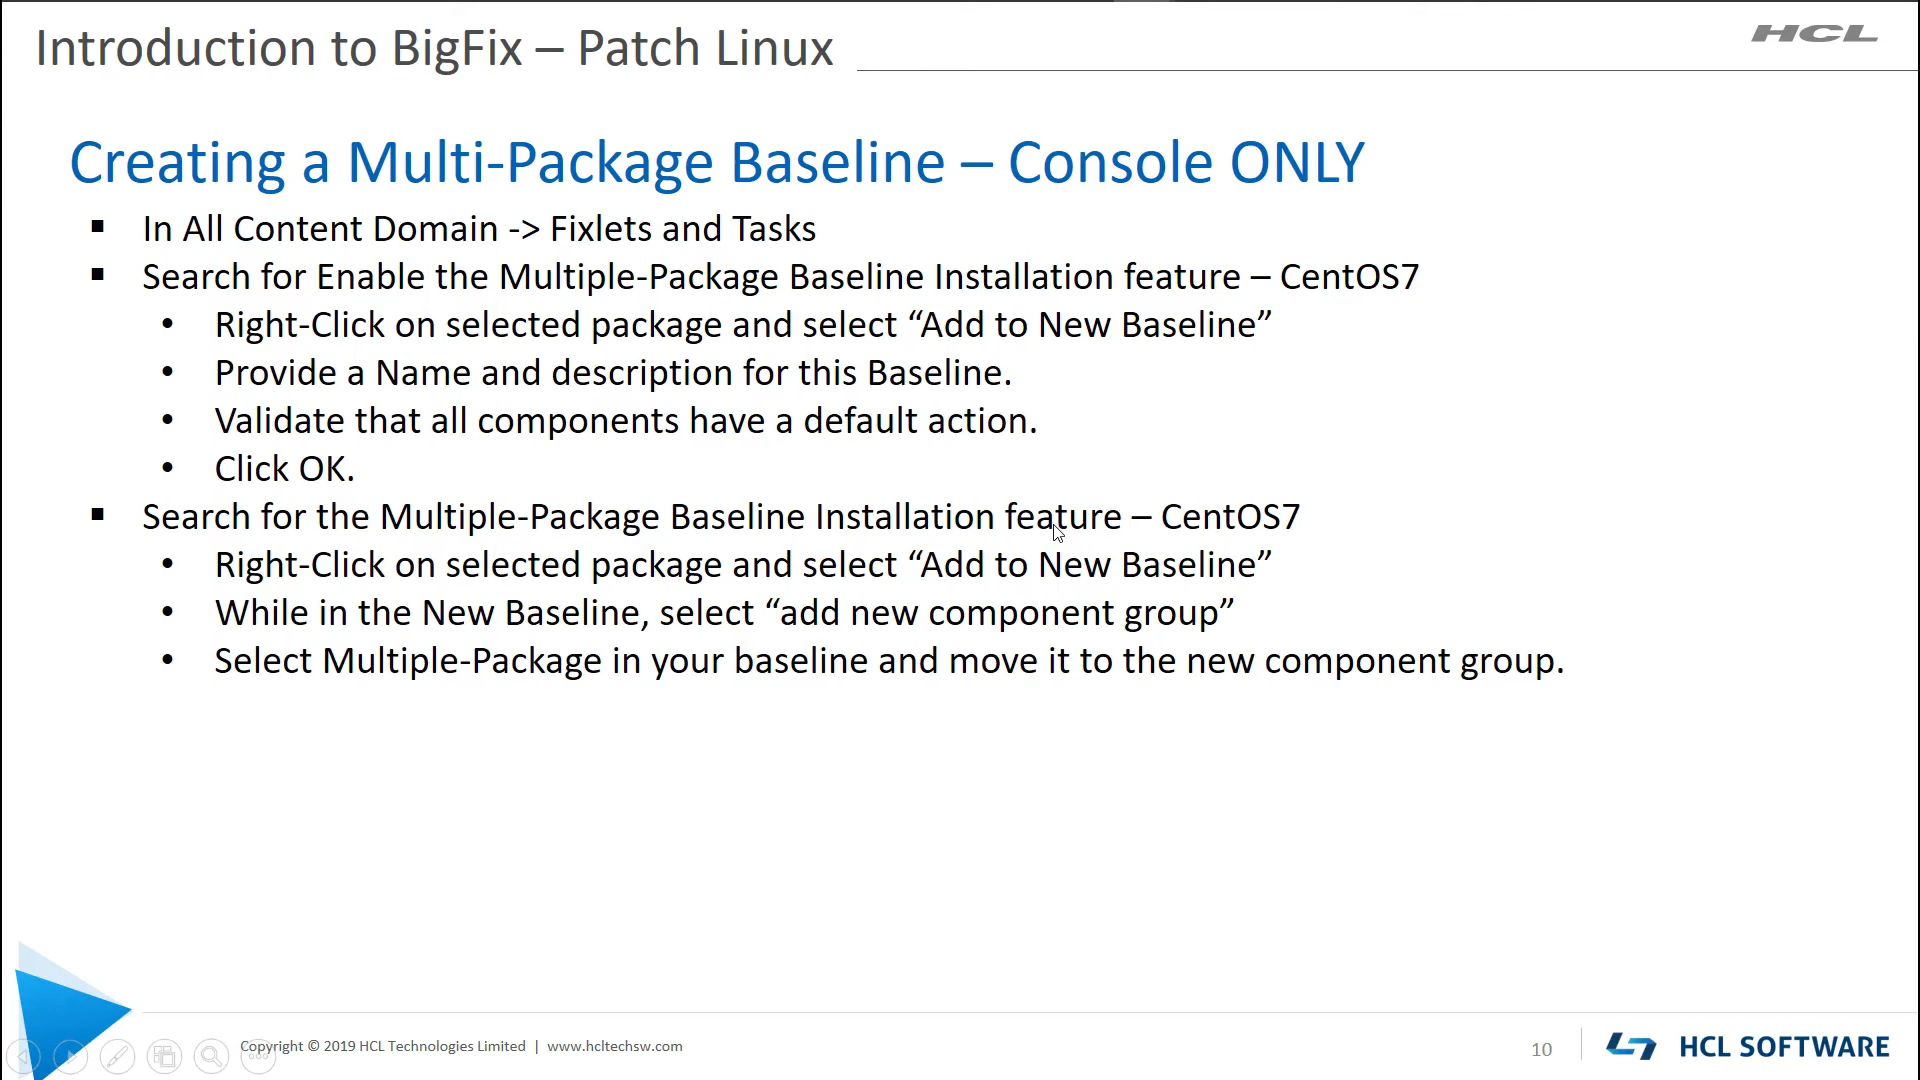 Introduction to BigFix – Patch Linux
HCL
Creating a Multi-Package Baseline – Console ONLY
▪ In All Content Domain -> Fixlets and Tasks
▪ Search for Enable the Multiple-Package Baseline Installation feature – CentOS7
• Right-Click on selected package and select “Add to New Baseline”
• Provide a Name and description for this Baseline.
• Validate that all components have a default action.
• Click OK.
▪ Search for the Multiple-Package Baseline Installation feature – CentOS7
• Right-Click on selected package and select “Add to New Baseline”
• While in the New Baseline, select “add new component group”
• Select Multiple-Package in your baseline and move it to the new component group.
Copyright © 2019 HCL Technologies Limited | www.hcltechsw.com
10
HCL SOFTWARE